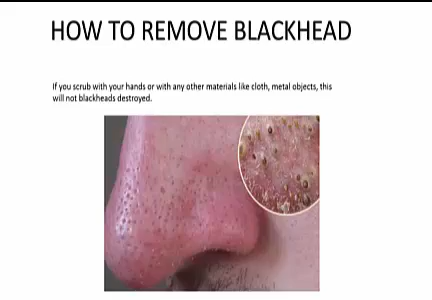 HOW TO REMOVE BLACKHEAD
If you scrub with your hands or with any other materials like cloth, metal objects, this
will not blackheads destroyed.